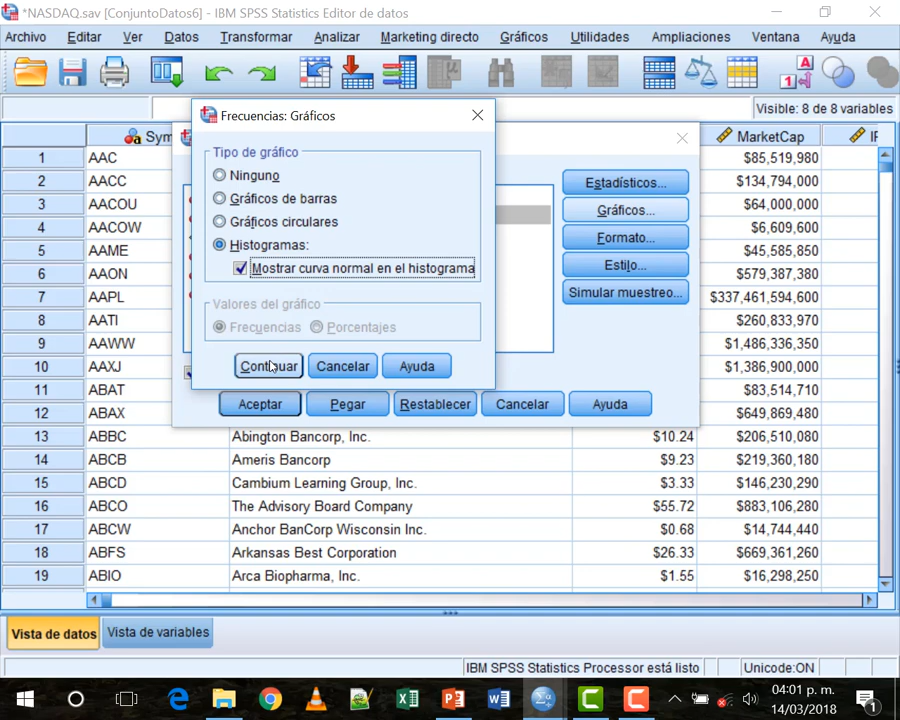 *NASDAQ.sav [ConjuntoDatos6] - IBM SPSS Statistics Editor de datos
Archivo Editar Ver Datos Transformar Analizar Marketing directo Gráficos Utilidades Ampliaciones Ventana Ayuda
Visible: 8 de 8 variables
Frecuencias: Gráficos
Tipo de gráfico
Ninguno
Gráficos de barras
Gráficos circulares
Histogramas:
Mostrar curva normal en el histograma
Valores del gráfico
Frecuencias Porcentajes
Continuar Cancelar Ayuda
Estadísticos...
Gráficos...
Formato...
Estilo...
Simular muestreo...
Aceptar Pegar Restablecer Cancelar Ayuda
Sym MarketCap
1 AAC $85,519,980
2 AACC $134,794,000
3 AACOU $64,000,000
4 AACOW $6,609,600
5 AAME $45,585,850
6 AAON $579,387,380
7 AAPL $337,461,594,600
8 AATI $260,833,970
9 AAWW $1,486,336,350
10 AAXJ $1,386,900,000
11 ABAT $83,514,710
12 ABAX $649,869,480
13 ABBC Abington Bancorp, Inc. $10.24 $206,510,080
14 ABCB Ameris Bancorp $9.23 $219,360,180
15 ABCD Cambium Learning Group, Inc. $3.33 $146,230,290
16 ABCO The Advisory Board Company $55.72 $883,106,280
17 ABCW Anchor BanCorp Wisconsin Inc. $0.68 $14,744,440
18 ABFS Arkansas Best Corporation $26.33 $669,361,260
19 ABIO Arca Biopharma, Inc. $1.55 $16,298,250
Vista de datos Vista de variables
IBM SPSS Statistics Processor está listo Unicode:ON
04:01 p. m.
14/03/2018
1